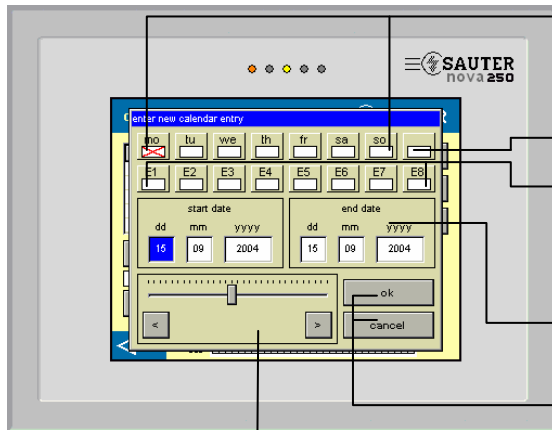 SAUTER
nova250
enter new calendar entry
mo tu we th fr sa so
E1 E2 E3 E4 E5 E6 E7 E8
start date end date
dd mm yyyy dd mm yyyy
15 09 2004 15 09 2004
ok
< > cancel